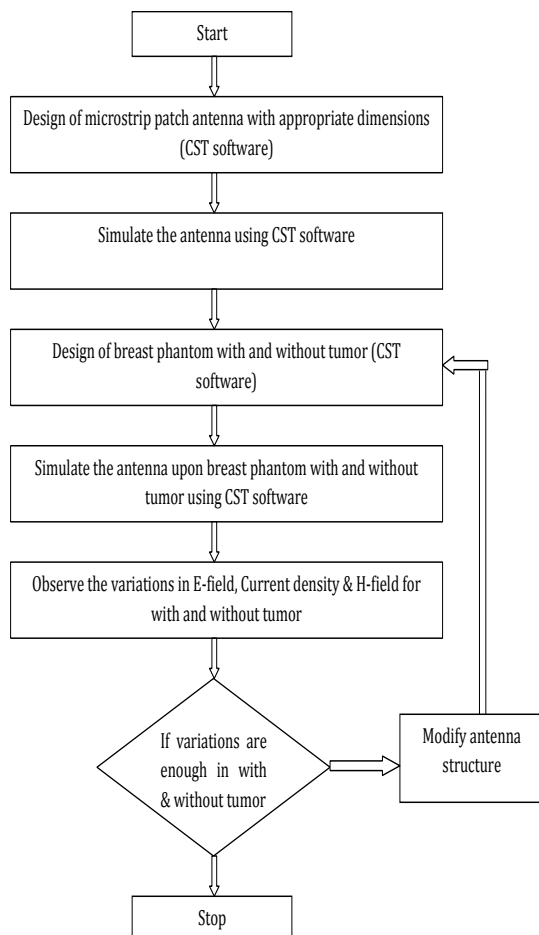 Start
Design of microstrip patch antenna with appropriate dimensions
(CST software)
Simulate the antenna using CST software
Design of breast phantom with and without tumor (CST
software)
Simulate the antenna upon breast phantom with and without
tumor using CST software
Observe the variations in E-field, Current density & H-field for
with and without tumor
If variations are
enough in with
& without tumor
Modify antenna
structure
Stop